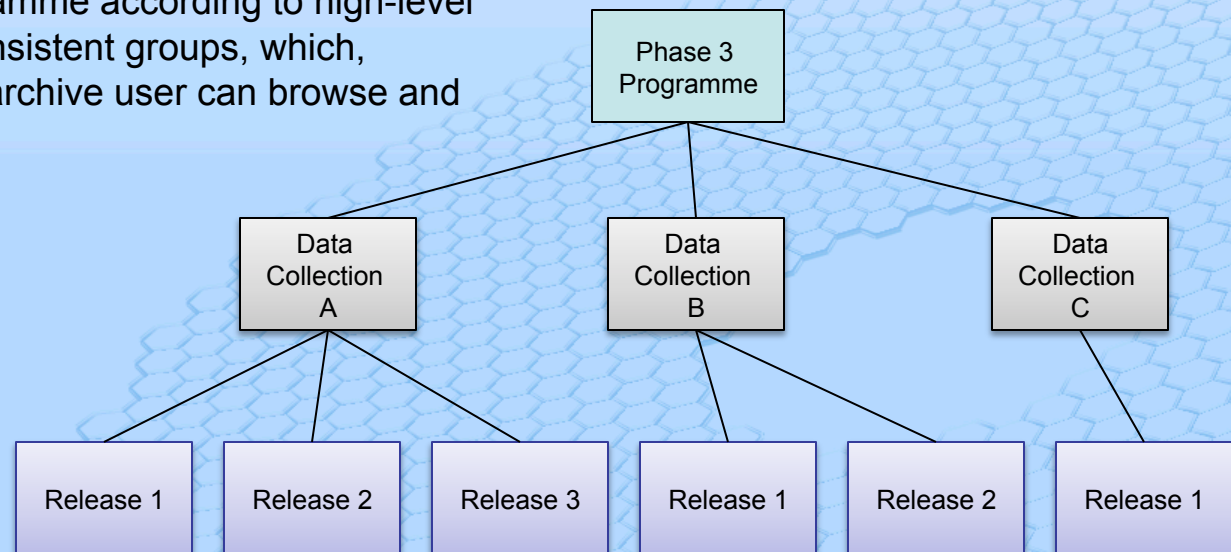 amme according to high-level
nsistent groups, which,
archive user can browse and
Phase 3
Programme
Data
Collection
A
Data
Collection
B
Data
Collection
C
Release 1
Release 2
Release 3
Release 1
Release 2
Release 1